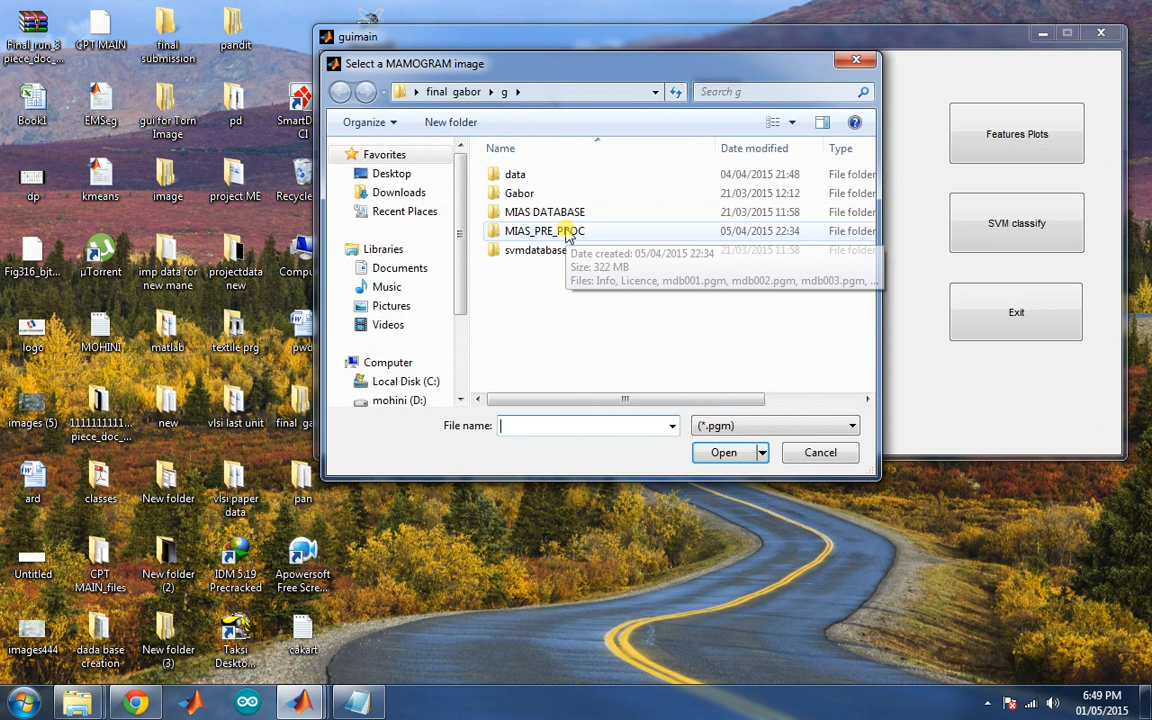 Final_run_3
piece_doc_...
CPT MAIN
final
submission
pandit
Book1
EMSeg
gui for Torn
Image
pd
SmartD
CI
dp
kmeans
image
project ME
Recycle
Fig316_bjt...
µTorrent
imp data for
new mane
projectdata
new
Compu
logo
MOHINI
matlab
textile prg
pwd
images (5)
1111111111...
piece_doc_...
new
vlsi last unit
final_ga
ard
classes
New folder
vlsi paper
data
pan
Untitled
CPT
MAIN_files
New folder
(2)
IDM 5.19
Precracked
Apowersoft
Free Scre...
images444
dada base
creation
New folder
(3)
Taksi
Deskto...
cakart
guimain
Select a MAMOGRAM image
final gabor
g
Search g
Organize
New folder
Favorites
Desktop
Downloads
Recent Places
Libraries
Documents
Music
Pictures
Videos
Computer
Local Disk (C:)
mohini (D:)
Name
Date modified
Type
data
04/04/2015 21:48
File folder
Gabor
21/03/2015 12:12
File folder
MIAS DATABASE
21/03/2015 11:58
File folder
MIAS_PRE_PROC
05/04/2015 22:34
File folder
svmdatabase
21/03/2015 11:58
File folder
Date created: 05/04/2015 22:34
Size: 322 MB
Files: Info, Licence, mdb001.pgm, mdb002.pgm, mdb003.pgm, ...
File name:
(*.pgm)
Open
Cancel
Features Plots
SVM classify
Exit
6:49 PM
01/05/2015